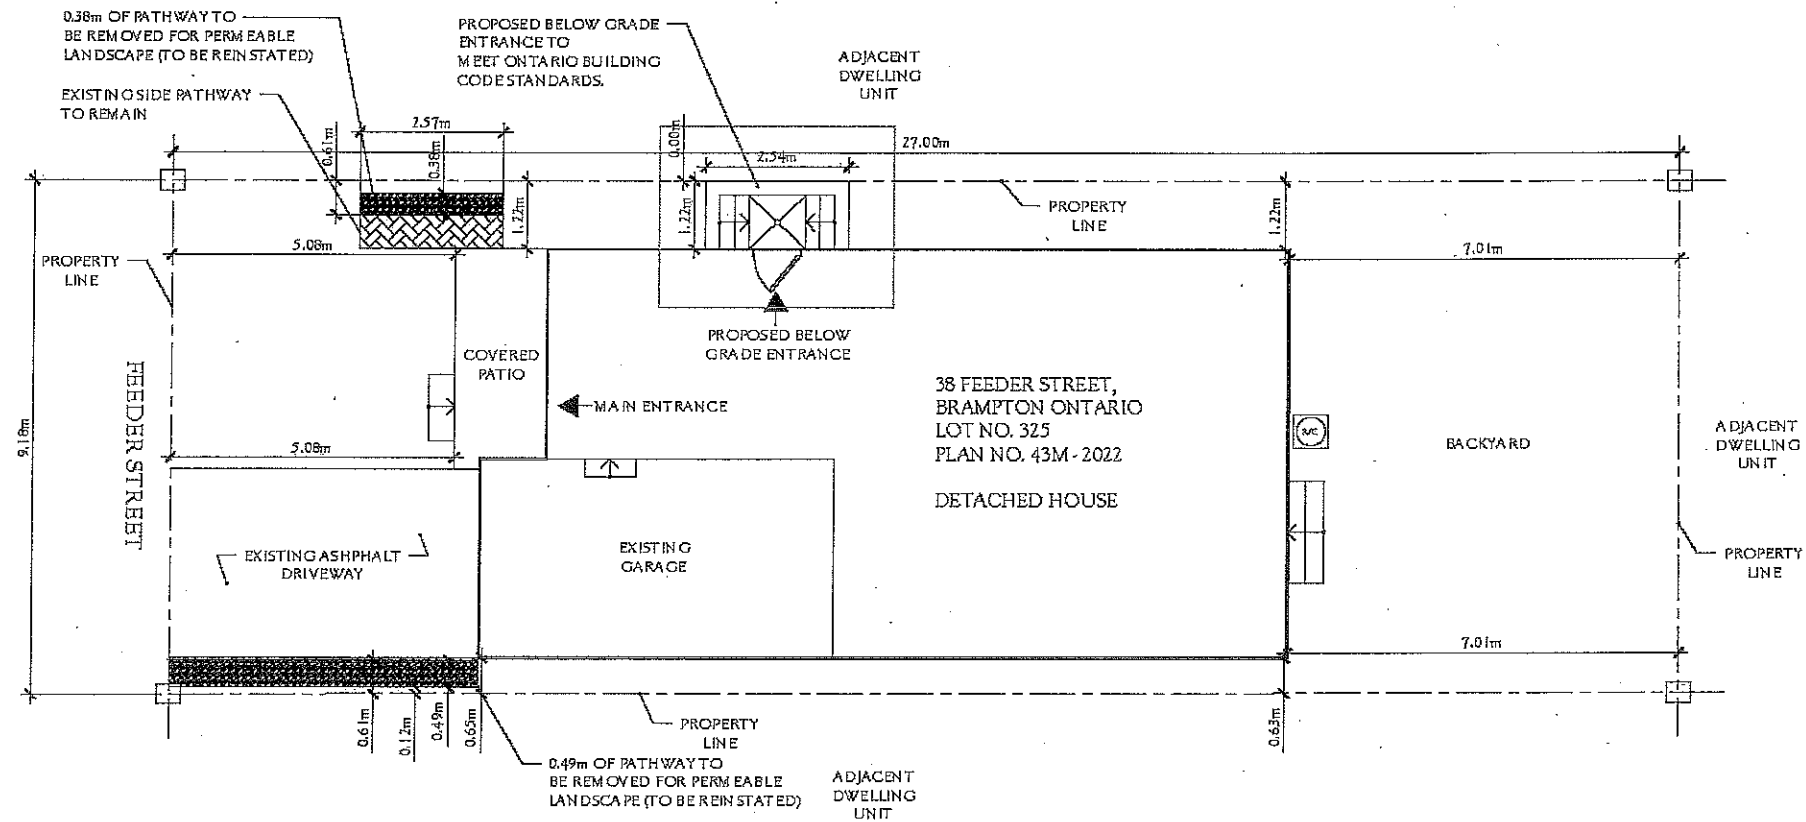 0.38m OF PATHWAY TO
BE REMOVED FOR PERMEABLE
LANDSCAPE (TO BE REINSTATED)
EXISTING SIDE PATHWAY
TO REMAIN
PROPOSED BELOW GRADE
ENTRANCE TO
MEET ONTARIO BUILDING
CODE STANDARDS.
ADJACENT
DWELLING
UNIT
2.57m
0.61m
0.38m
0.00m
27.00m
2.54m
1.22m
1.22m
1.22m
PROPERTY
LINE
5.08m
7.01m
PROPERTY
LINE
PROPOSED BELOW
GRADE ENTRANCE
COVERED
PATIO
MAIN ENTRANCE
38 FEEDER STREET,
BRAMPTON ONTARIO
LOT NO. 325
PLAN NO. 43M - 2022
DETACHED HOUSE
FEEDER STREET
9.18m
5.08m
A/C
BACKYARD
ADJACENT
DWELLING
UNIT
EXISTING ASHPHALT
DRIVEWAY
EXISTING
GARAGE
PROPERTY
LINE
7.01m
0.61m
0.12m
0.49m
0.65m
PROPERTY
LINE
0.63m
0.49m OF PATHWAY TO
BE REMOVED FOR PERMEABLE
LANDSCAPE (TO BE REINSTATED)
ADJACENT
DWELLING
UNIT